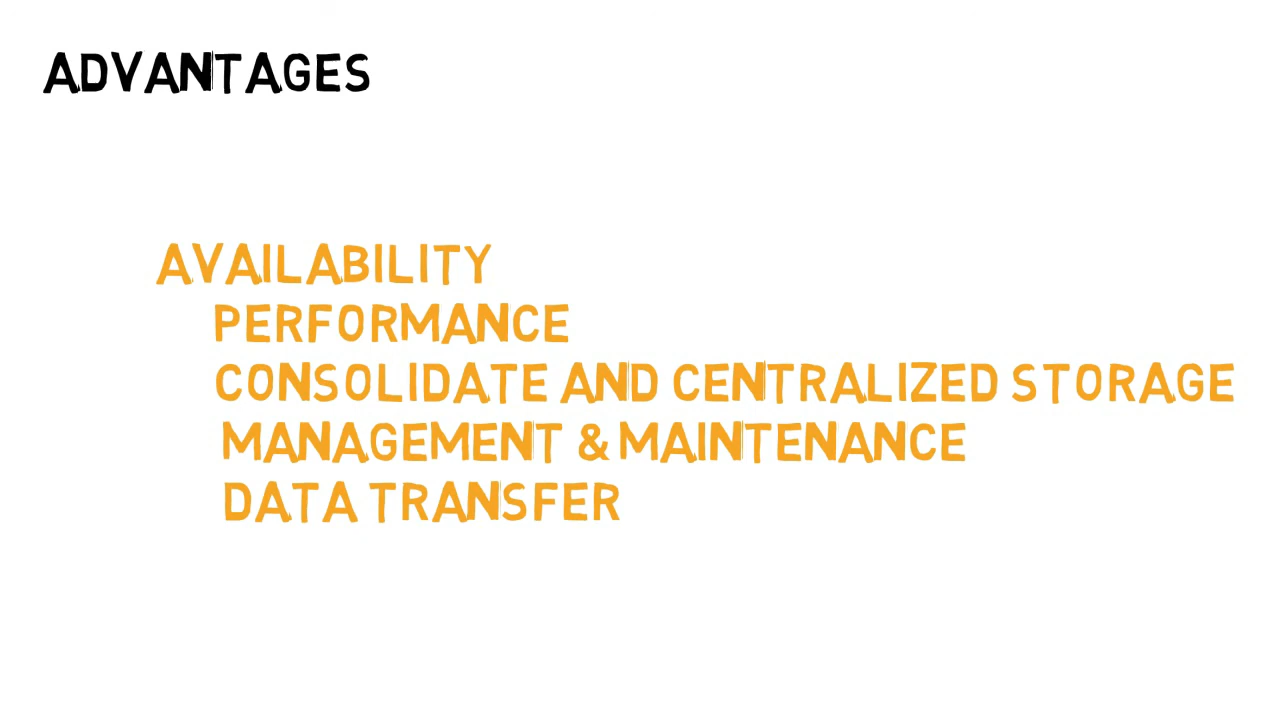 ADVANTAGES
AVAILABILITY
PERFORMANCE
CONSOLIDATE AND CENTRALIZED STORAGE
MANAGEMENT & MAINTENANCE
DATA TRANSFER